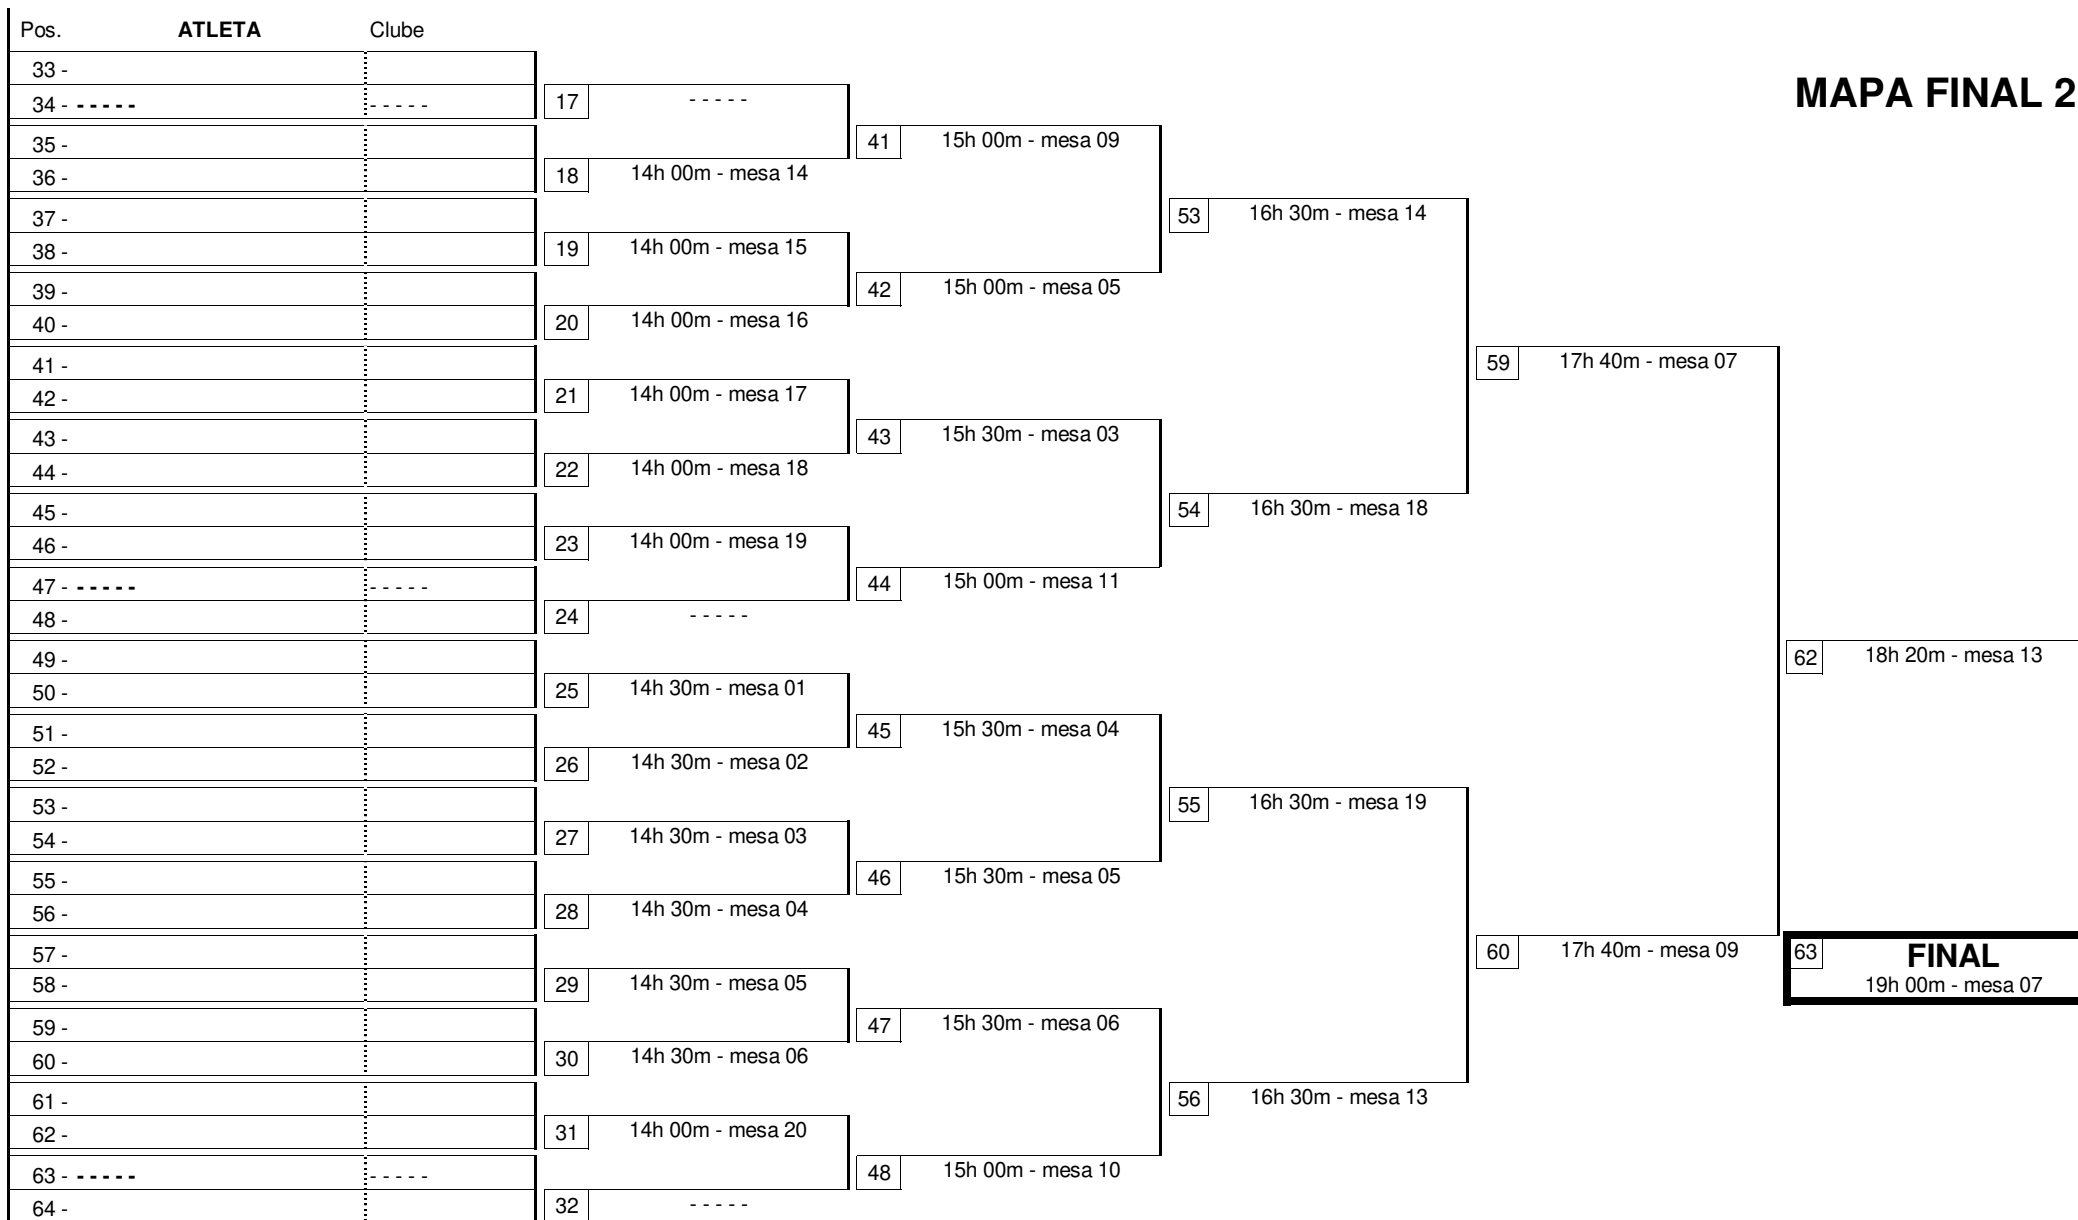 Pos. ATLETA Clube
MAPA FINAL 2
33 -
34 - - - - - - - - - - - 17 - - - - -
35 - 41 15h 00m - mesa 09
36 - 18 14h 00m - mesa 14
37 - 53 16h 30m - mesa 14
38 - 19 14h 00m - mesa 15
39 - 42 15h 00m - mesa 05
40 - 20 14h 00m - mesa 16
41 - 59 17h 40m - mesa 07
42 - 21 14h 00m - mesa 17
43 - 43 15h 30m - mesa 03
44 - 22 14h 00m - mesa 18
45 - 54 16h 30m - mesa 18
46 - 23 14h 00m - mesa 19
47 - - - - - - - - - - - 44 15h 00m - mesa 11
48 - 24 - - - - -
49 - 62 18h 20m - mesa 13
50 - 25 14h 30m - mesa 01
51 - 45 15h 30m - mesa 04
52 - 26 14h 30m - mesa 02
53 - 55 16h 30m - mesa 19
54 - 27 14h 30m - mesa 03
55 - 46 15h 30m - mesa 05
56 - 28 14h 30m - mesa 04
57 - 60 17h 40m - mesa 09 63 FINAL
58 - 29 14h 30m - mesa 05 19h 00m - mesa 07
59 - 47 15h 30m - mesa 06
60 - 30 14h 30m - mesa 06
61 - 56 16h 30m - mesa 13
62 - 31 14h 00m - mesa 20
63 - - - - - - - - - - - 48 15h 00m - mesa 10
64 - 32 - - - - -